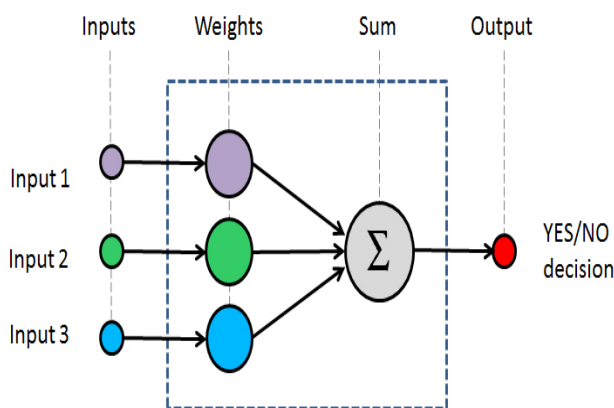 Inputs Weights Sum Output
Input 1
Input 2
Input 3
Σ
YES/NO
decision